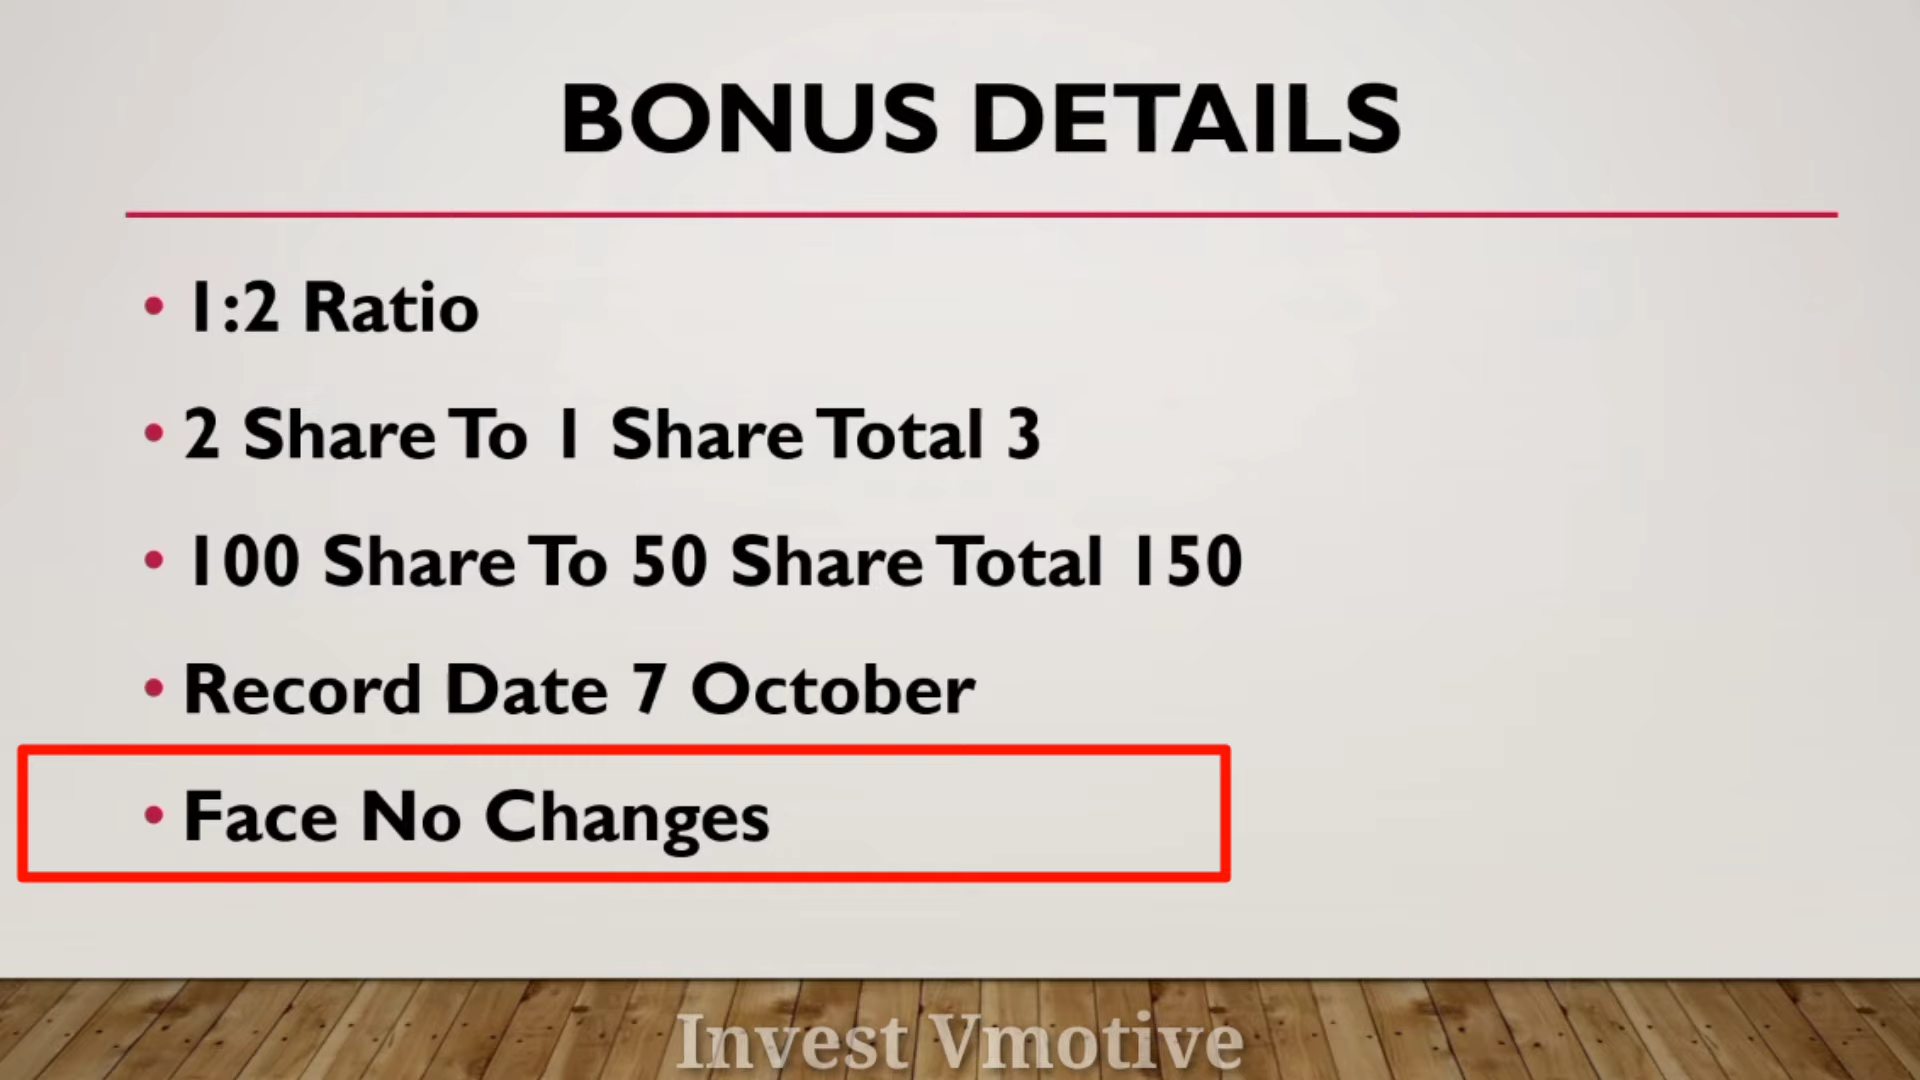 BONUS DETAILS
• 1:2 Ratio
• 2 Share To 1 Share Total 3
• 100 Share To 50 Share Total 150
• Record Date 7 October
• Face No Changes
Invest Vmotive